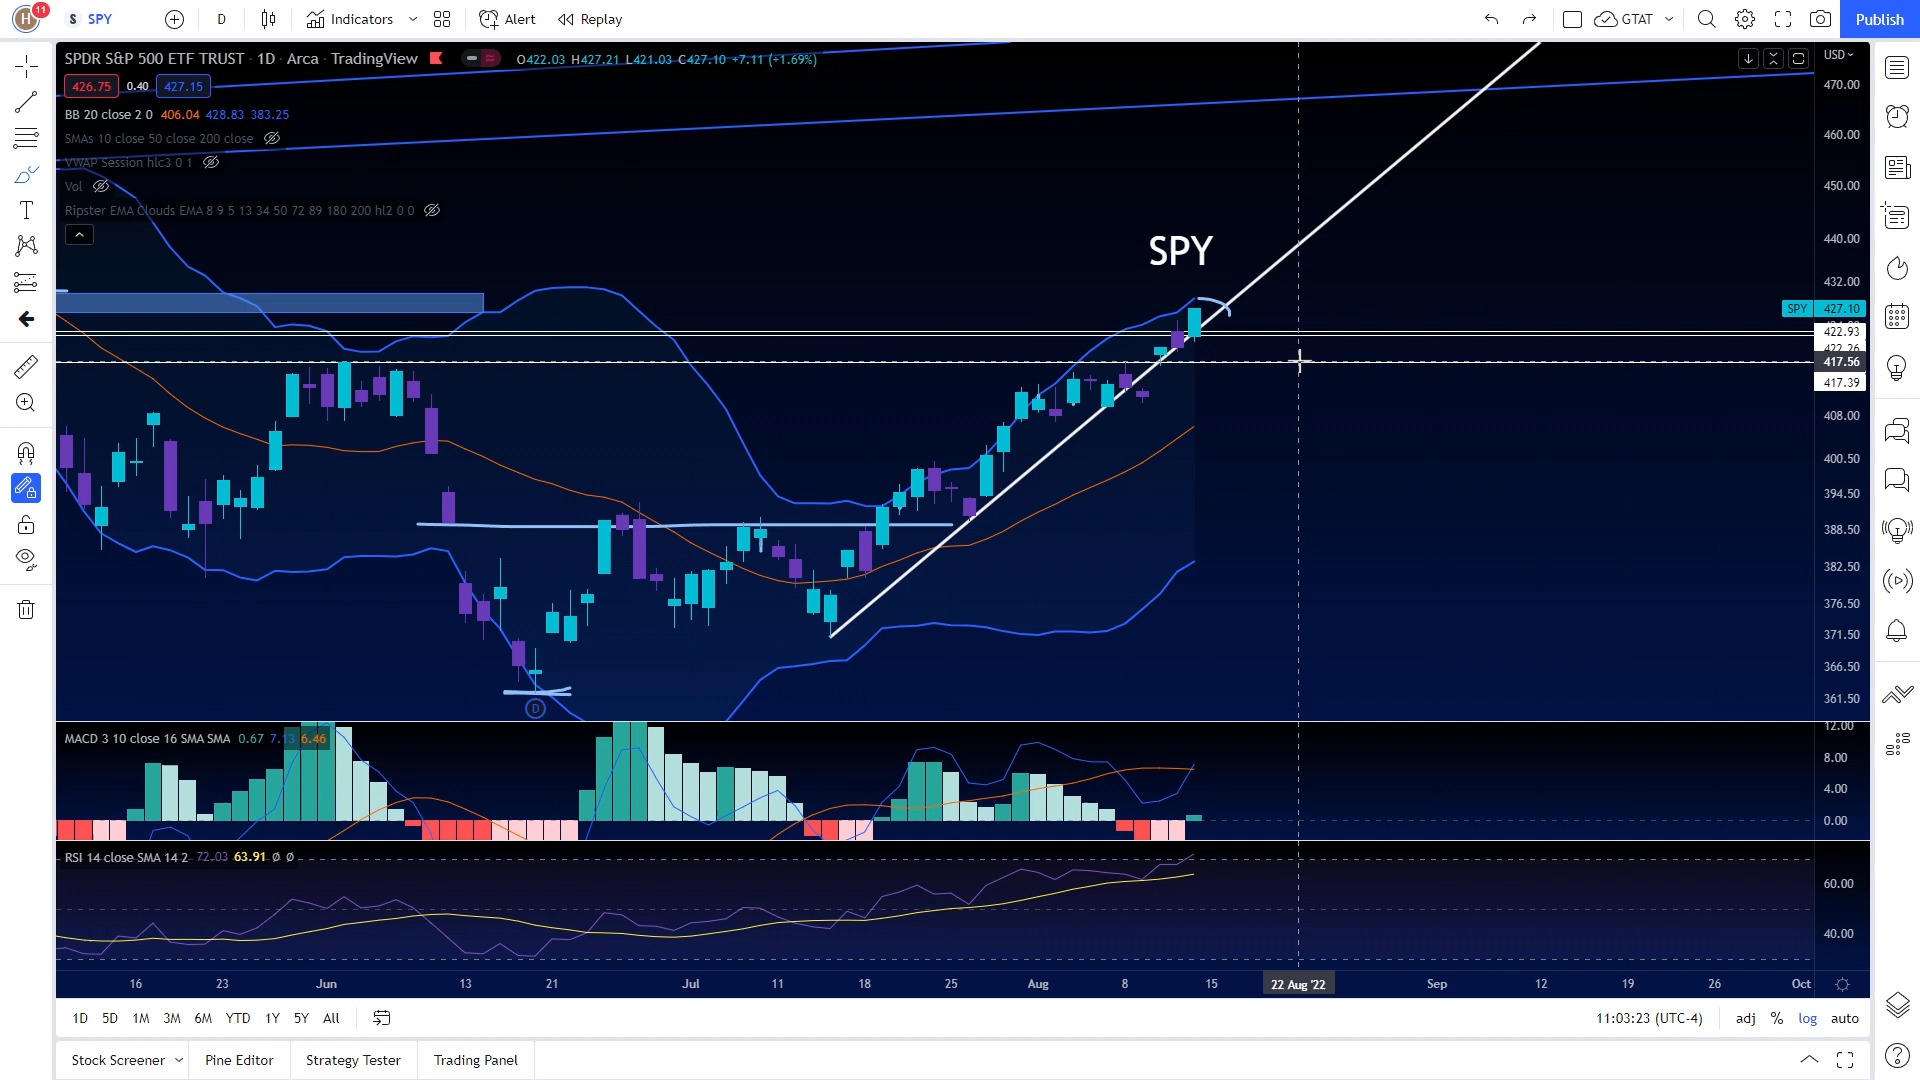 H 11 S SPY D Indicators Alert Replay GTAT Publish
SPDR S&P 500 ETF TRUST · 1D · Arca · TradingView O422.03 H427.21 L421.03 C427.10 +7.11 (+1.69%) USD
426.75 0.40 427.15
BB 20 close 2 0 406.04 428.83 383.25
SMAs 10 close 50 close 200 close
VWAP Session hlc3 0 1
Vol
Ripster EMA Clouds EMA 8 9 5 13 34 50 72 89 180 200 hl2 0 0
SPY
470.00
460.00
450.00
440.00
432.00
SPY 427.10
422.93
422.26
417.56
417.39
408.00
400.50
394.50
388.50
382.50
376.50
371.50
366.50
361.50
D
MACD 3 10 close 16 SMA SMA 0.67 7.13 6.46
12.00
8.00
4.00
0.00
RSI 14 close SMA 14 2 72.03 63.91 Ø Ø
60.00
40.00
16 23 Jun 13 21 Jul 11 18 25 Aug 8 15 22 Aug '22 Sep 12 19 26 Oct
1D 5D 1M 3M 6M YTD 1Y 5Y All 11:03:23 (UTC-4) adj % log auto
Stock Screener Pine Editor Strategy Tester Trading Panel